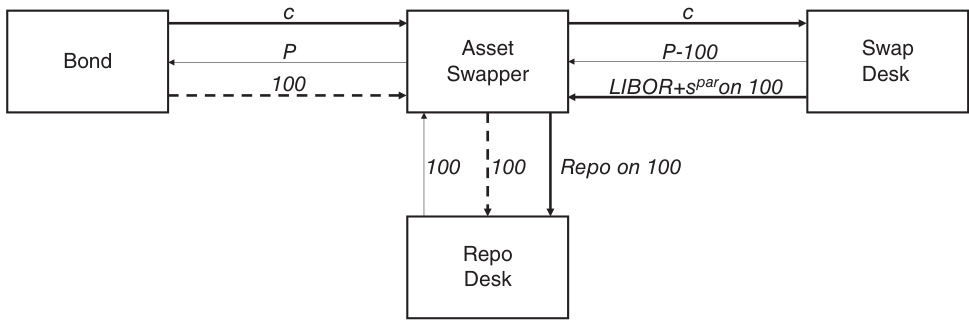 c
c
Bond
P
Asset
Swapper
P-100
Swap
Desk
100
LIBOR+s^par on 100
100
100
Repo on 100
Repo
Desk